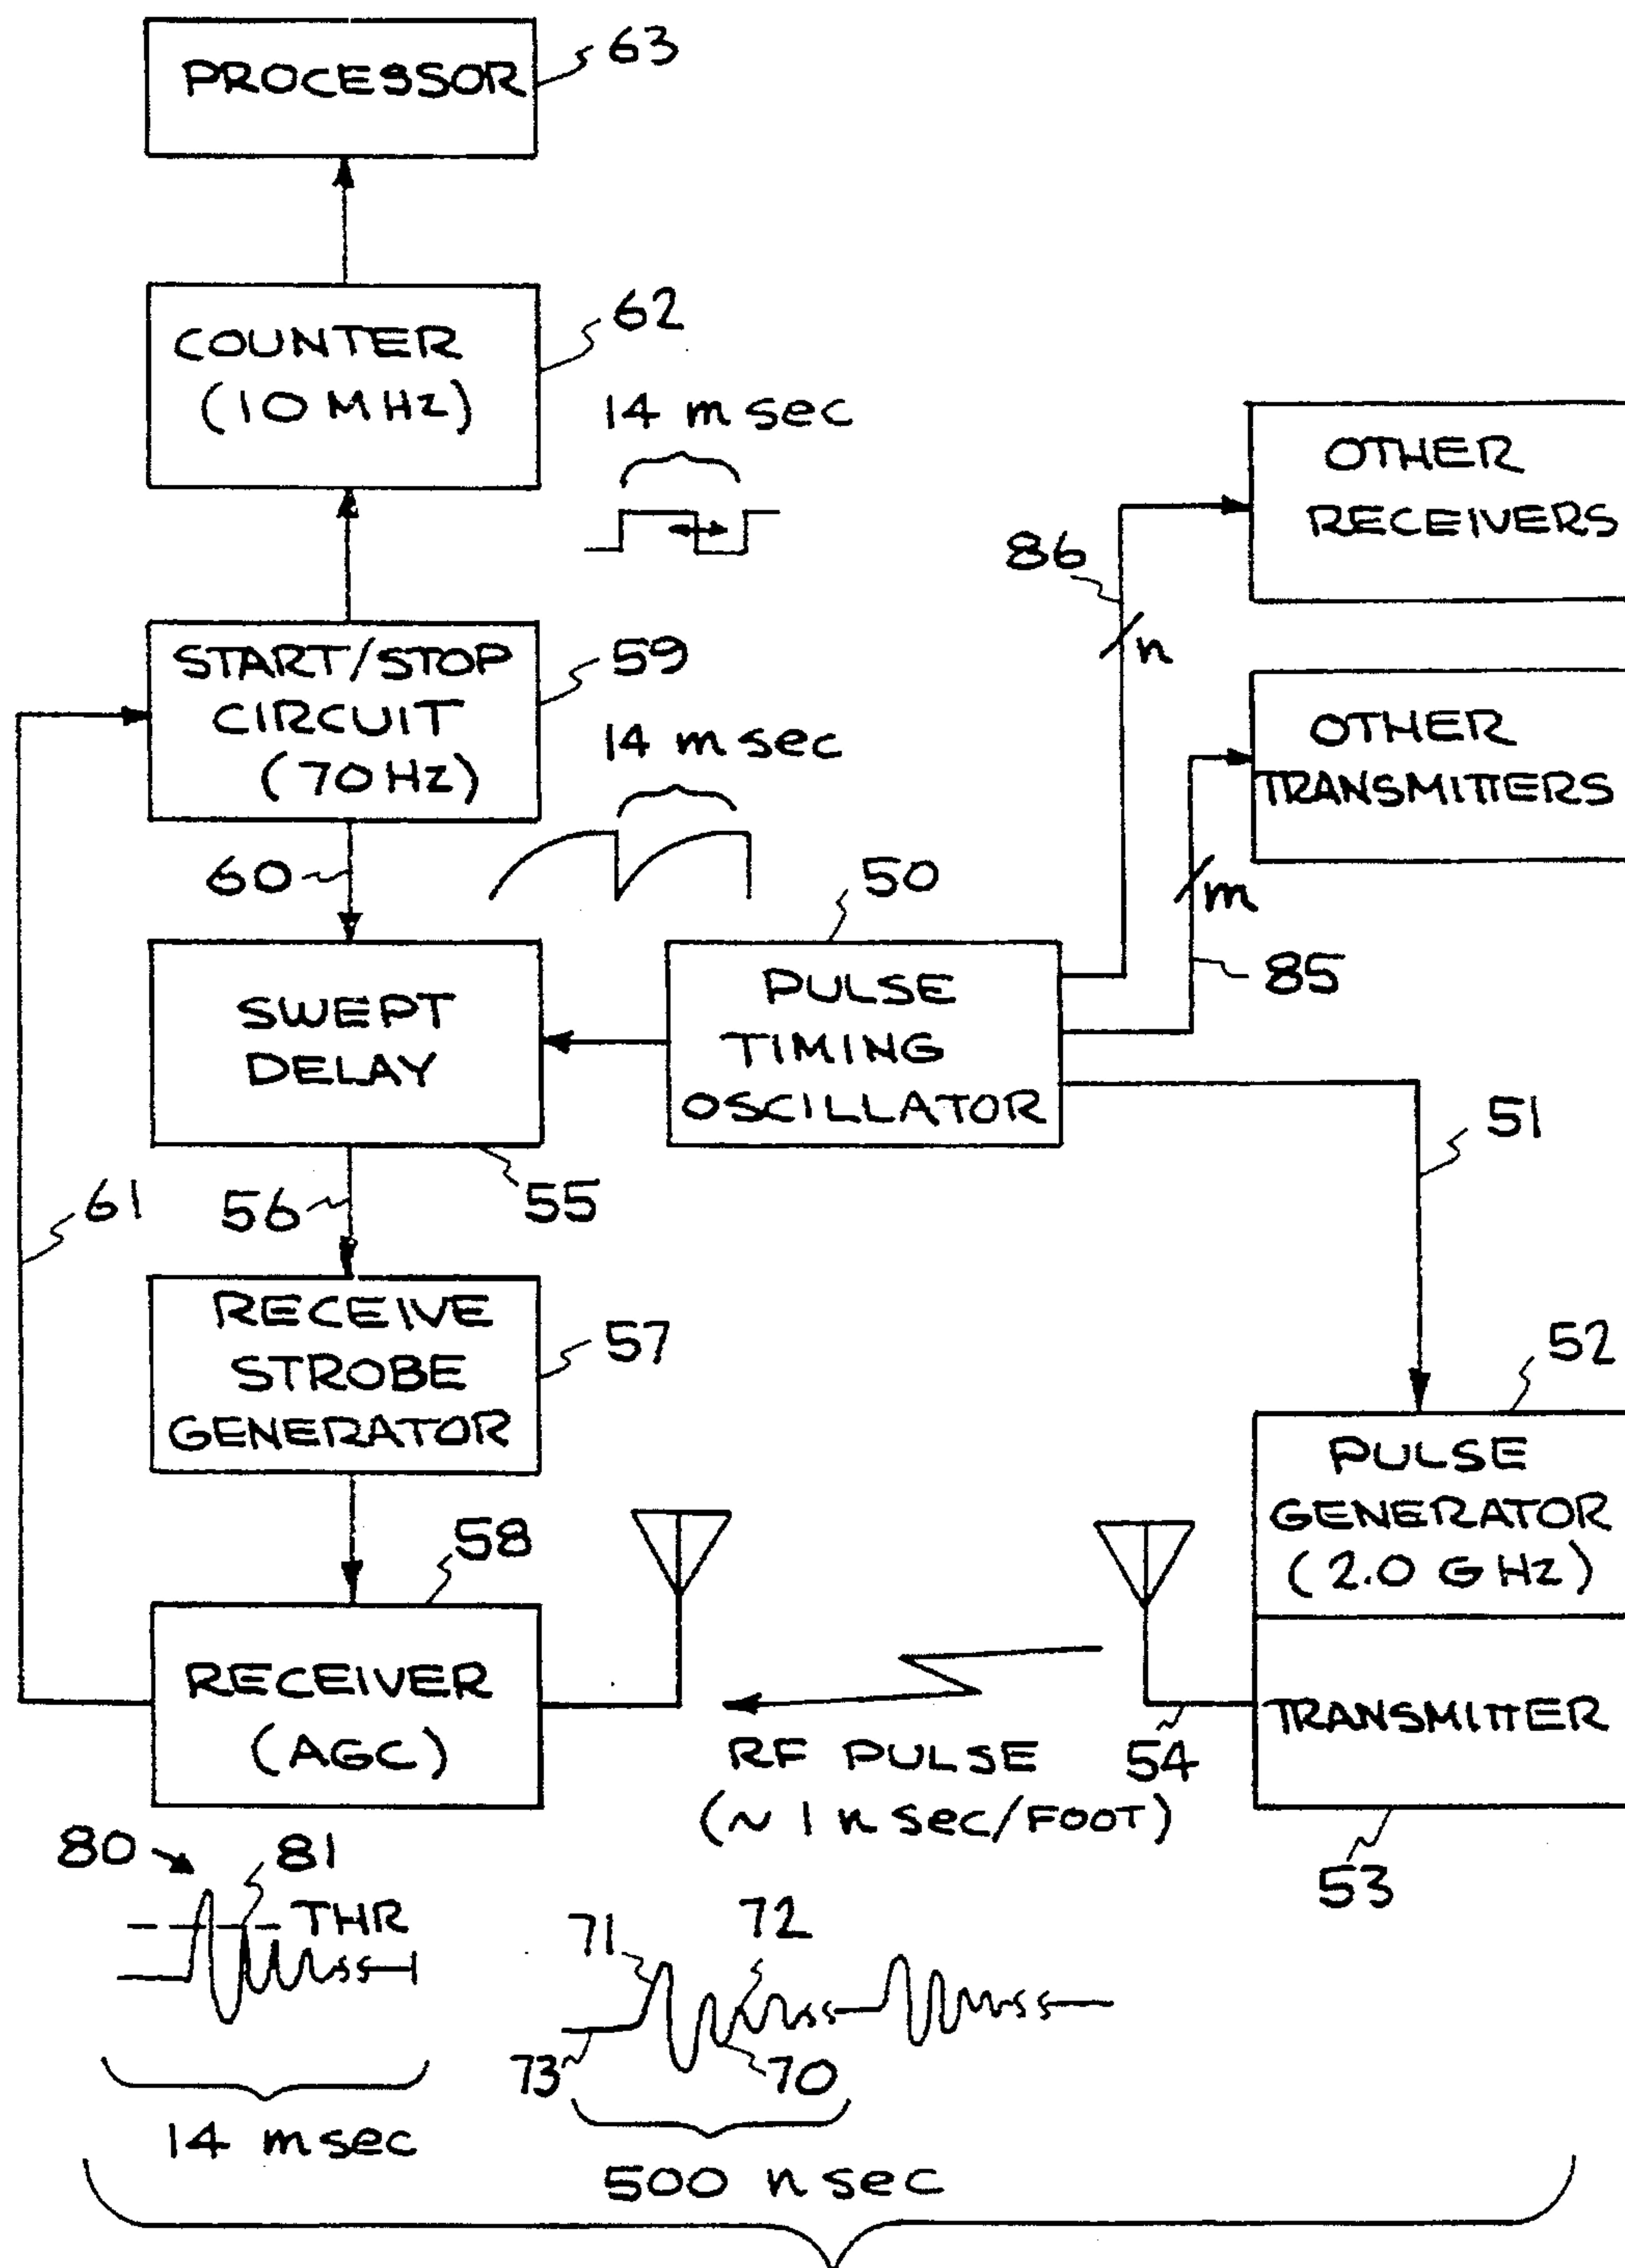 PROCESSOR
63
COUNTER
(10 MHz)
62
14 m sec
OTHER
RECEIVERS
86
n
START/STOP
CIRCUIT
(70 Hz)
59
14 m sec
OTHER
TRANSMITTERS
m
85
60
50
SWEPT
DELAY
PULSE
TIMING
OSCILLATOR
51
61
56
55
RECEIVE
STROBE
GENERATOR
57
52
PULSE
GENERATOR
(2.0 GHz)
58
RECEIVER
(AGC)
RF PULSE
(~ 1 n sec/FOOT)
54
TRANSMITTER
53
80
81
THR
71
72
73
70
14 msec
500 n sec